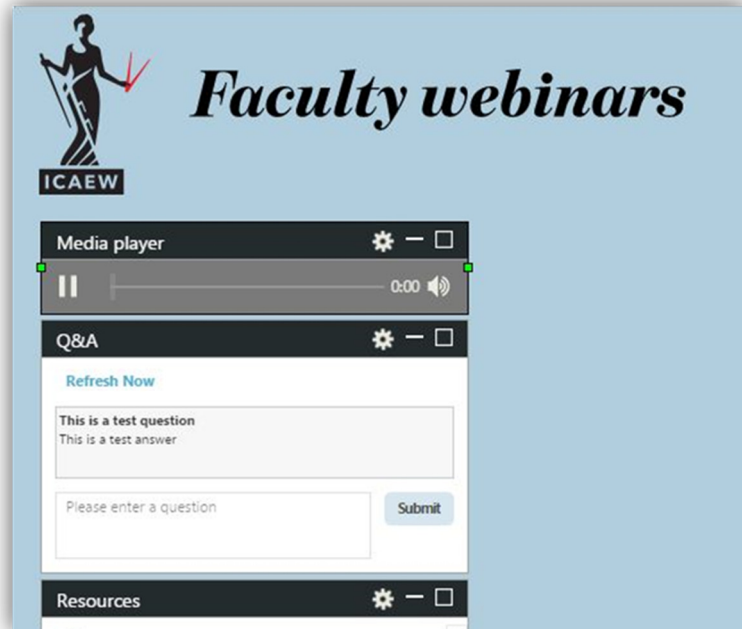 Faculty webinars
ICAEW
Media player
0:00
Q&A
Refresh Now
This is a test question
This is a test answer
Please enter a question
Submit
Resources